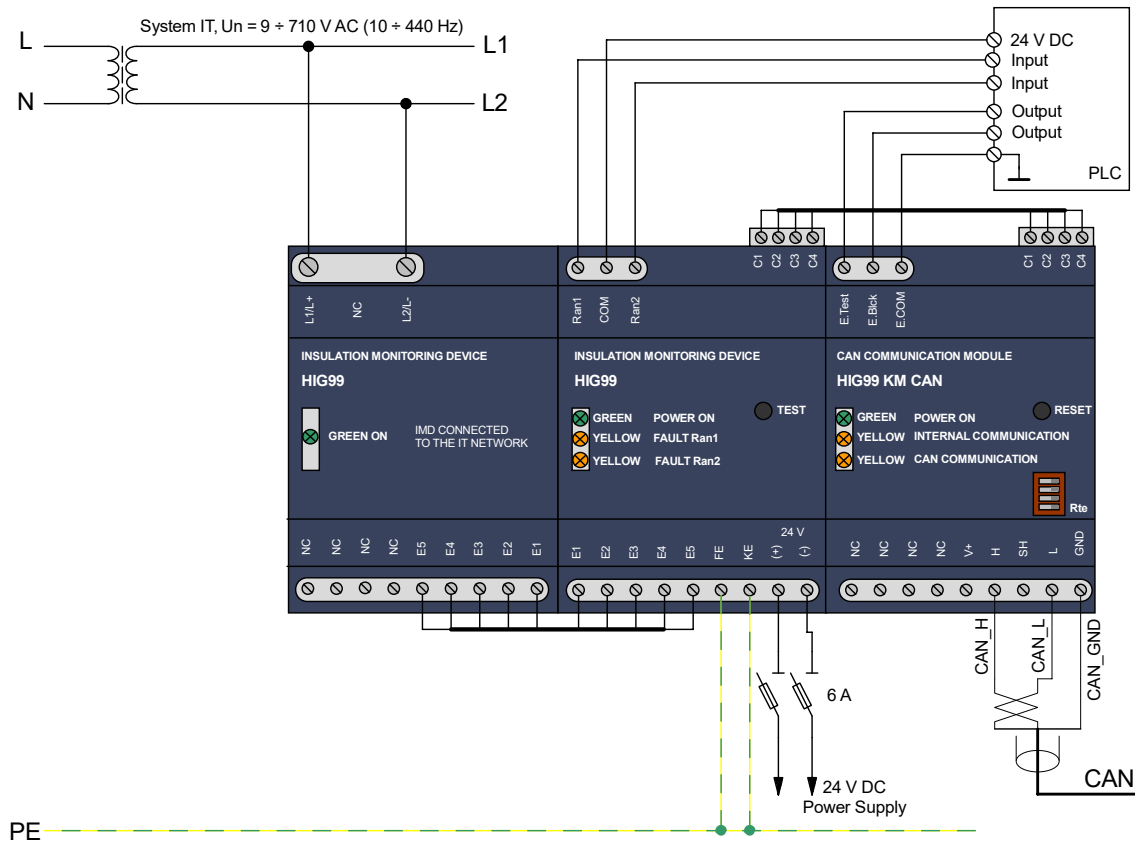 System IT, Un = 9 ÷ 710 V AC (10 ÷ 440 Hz)
L
L1
N
L2
24 V DC
Input
Input
Output
Output
PLC
C1
C2
C3
C4
C1
C2
C3
C4
L1/L+
NC
L2/L-
Ran1
COM
Ran2
E.Test
E.Blck
E.COM
INSULATION MONITORING DEVICE
HIG99
GREEN ON
IMD CONNECTED
TO THE IT NETWORK
INSULATION MONITORING DEVICE
HIG99
TEST
GREEN POWER ON
YELLOW FAULT Ran1
YELLOW FAULT Ran2
CAN COMMUNICATION MODULE
HIG99 KM CAN
RESET
GREEN POWER ON
YELLOW INTERNAL COMMUNICATION
YELLOW CAN COMMUNICATION
Rte
NC
NC
NC
NC
E5
E4
E3
E2
E1
24 V
E1
E2
E3
E4
E5
FE
KE
(+)
(-)
NC
NC
NC
NC
V+
H
SH
L
GND
CAN_H
CAN_L
CAN_GND
6 A
24 V DC
Power Supply
CAN
PE